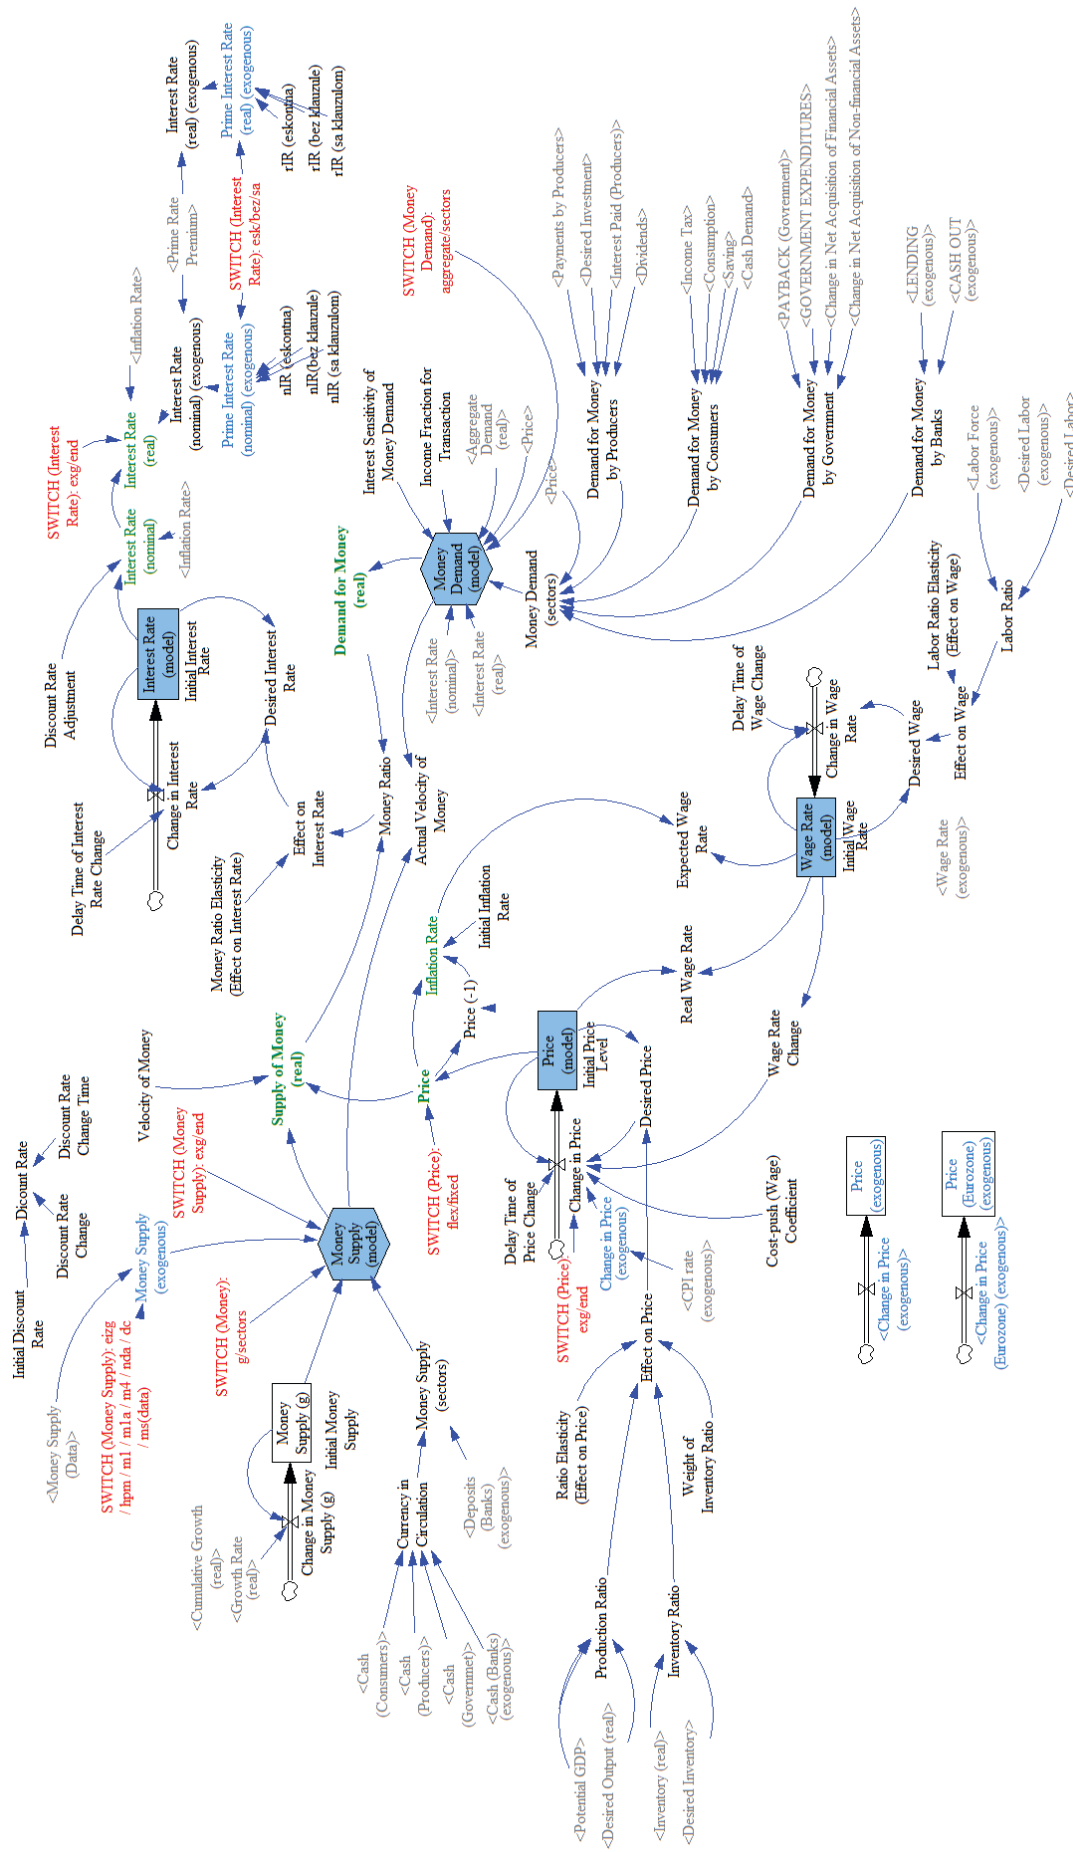 Initial Discount
Rate
Dicount Rate
Discount Rate
Change
Discount Rate
Change Time
<Money Supply
(Data)>
SWITCH (Money Supply): eizg
/ hpm / m1 / m1a / m4 / nda / dc
/ ms(data)
Money Supply
(exogenous)
SWITCH (Money
Supply): exg/end
Velocity of Money
SWITCH (Money):
g/sectors
<Cumulative Growth
(real)>
<Growth Rate
(real)>
Change in Money
Supply (g)
Money
Supply (g)
Initial Money
Supply
Money
Supply
(model)
Supply of Money
(real)
<Cash
(Consumers)>
<Cash
(Producers)>
<Cash
(Governmet)>
<Cash (Banks)
(exogenous)>
Currency in
Circulation
Money Supply
(sectors)
<Deposits
(Banks)
(exogenous)>
SWITCH (Price):
flex/fixed
Price
Price (-1)
Inflation Rate
Initial Inflation
Rate
Delay Time of Interest
Rate Change
Change in Interest
Rate
Discount Rate
Adjustment
Interest Rate
(model)
Initial Interest
Rate
Desired Interest
Rate
Money Ratio Elasticity
(Effect on Interest Rate)
Effect on
Interest Rate
Money Ratio
Actual Velocity of
Money
SWITCH (Interest
Rate): exg/end
Interest Rate
(nominal)
Interest Rate
(real)
<Inflation Rate>
<Inflation Rate>
Interest Rate
(nominal) (exogenous)
<Prime Rate
Premium>
Interest Rate
(real) (exogenous)
Prime Interest Rate
(nominal) (exogenous)
SWITCH (Interest
Rate): esk/bez/sa
Prime Interest Rate
(real) (exogenous)
nIR (eskontna)
nIR(bez klauzule)
nIR (sa klauzulom)
rIR (eskontna)
rIR (bez klauzule)
rIR (sa klauzulom)
Demand for Money
(real)
Interest Sensitivity of
Money Demand
Income Fraction for
Transaction
<Aggregate
Demand
(real)>
<Price>
SWITCH (Money
Demand):
aggregate/sectors
Money
Demand
(model)
<Interest Rate
(nominal)>
<Interest Rate
(real)>
Money Demand
(sectors)
<Price>
Demand for Money
by Producers
<Payments by Producers>
<Desired Investment>
<Interest Paid (Producers)>
<Dividends>
Demand for Money
by Consumers
<Income Tax>
<Consumption>
<Saving>
<Cash Demand>
Demand for Money
by Government
<PAYBACK (Govrenment)>
<GOVERNMENT EXPENDITURES>
<Change in Net Acquisition of Financial Assets>
<Change in Net Acquisition of Non-financial Assets>
Demand for Money
by Banks
<LENDING
(exogenous)>
<CASH OUT
(exogenous)>
Delay Time of
Price Change
SWITCH (Price):
exg/end
Change in Price
Price
(model)
Initial Price
Level
Change in Price
(exogenous)
<CPI rate
(exogenous)>
Desired Price
Effect on Price
Ratio Elasticity
(Effect on Price)
Weight of
Inventory Ratio
Production Ratio
Inventory Ratio
<Potential GDP>
<Desired Output (real)>
<Inventory (real)>
<Desired Inventory>
Cost-push (Wage)
Coefficient
Wage Rate
Change
Real Wage Rate
Expected Wage
Rate
Wage Rate
(model)
Initial Wage
Rate
Change in Wage
Rate
Delay Time of
Wage Change
Desired Wage
Effect on Wage
Labor Ratio Elasticity
(Effect on Wage)
Labor Ratio
<Labor Force
(exogenous)>
<Desired Labor
(exogenous)>
<Desired Labor>
<Wage Rate
(exogenous)>
<Change in Price
(exogenous)>
Price
(exogenous)
<Change in Price
(Eurozone) (exogenous)>
Price
(Eurozone)
(exogenous)